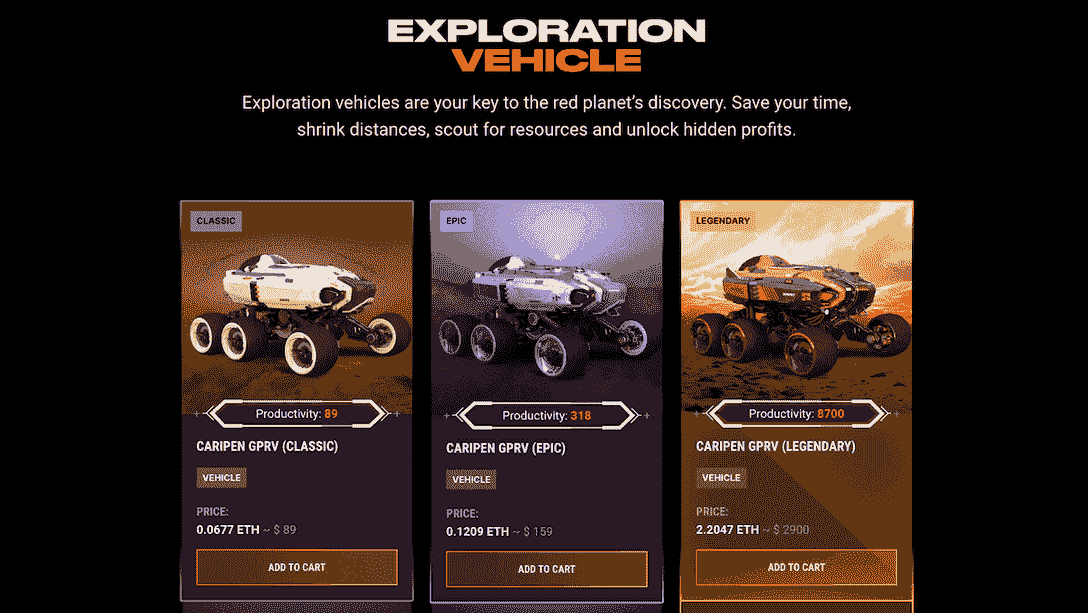 EXPLORATION
VEHICLE
Exploration vehicles are your key to the red planet’s discovery. Save your time,
shrink distances, scout for resources and unlock hidden profits.
CLASSIC
Productivity: 89
CARIPEN GPRV (CLASSIC)
VEHICLE
PRICE:
0.0677 ETH ~ $ 89
ADD TO CART
EPIC
Productivity: 318
CARIPEN GPRV (EPIC)
VEHICLE
PRICE:
0.1209 ETH ~ $ 159
ADD TO CART
LEGENDARY
Productivity: 8700
CARIPEN GPRV (LEGENDARY)
VEHICLE
PRICE:
2.2047 ETH ~ $ 2900
ADD TO CART